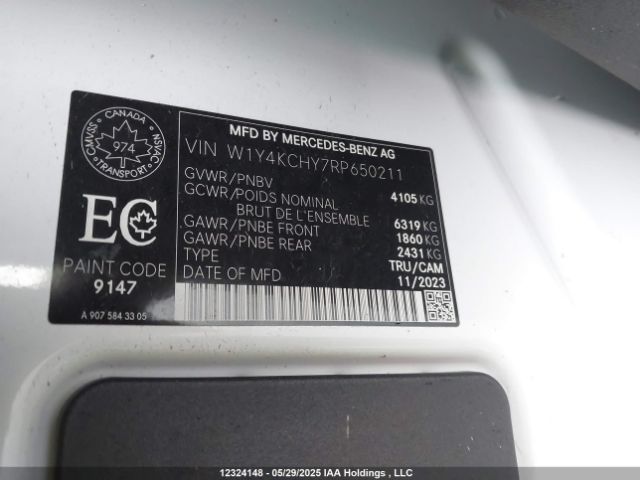 MFD BY MERCEDES-BENZ AG
VIN W1Y4KCHY7RP650211
GVWR/PNBV 4105 KG
GCWR/POIDS NOMINAL
BRUT DE L'ENSEMBLE 6319 KG
GAWR/PNBE FRONT 1860 KG
GAWR/PNBE REAR 2431 KG
TYPE TRU/CAM
DATE OF MFD 11/2023
CANADA
CMVSS
NSVAC
974
TRANSPORT
EC
PAINT CODE
9147
A 907 584 33 05
12324148 - 05/29/2025 IAA Holdings , LLC